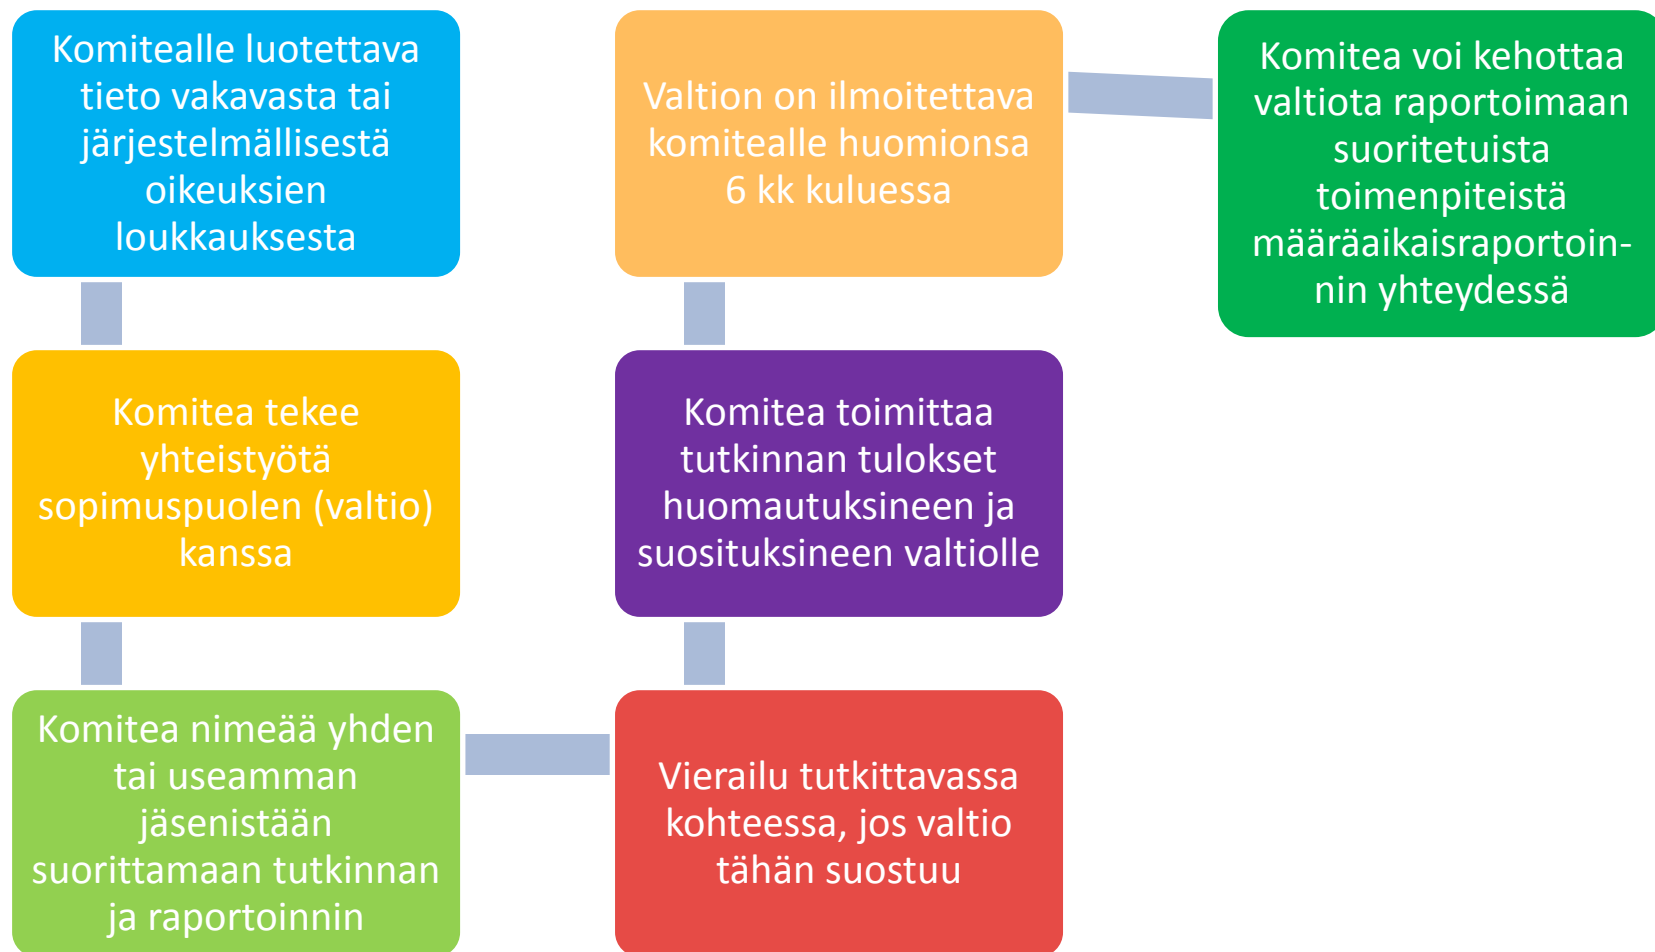 Komitealle luotettava
tieto vakavasta tai
järjestelmällisestä
oikeuksien
loukkauksesta
Komitea tekee
yhteistyötä
sopimuspuolen (valtio)
kanssa
Komitea nimeää yhden
tai useamman
jäsenistään
suorittamaan tutkinnan
ja raportoinnin
Vierailu tutkittavassa
kohteessa, jos valtio
tähän suostuu
Komitea toimittaa
tutkinnan tulokset
huomautuksineen ja
suosituksineen valtiolle
Valtion on ilmoitettava
komitealle huomionsa
6 kk kuluessa
Komitea voi kehottaa
valtiota raportoimaan
suoritetuista
toimenpiteistä
määräaikaisraportoin-
nin yhteydessä